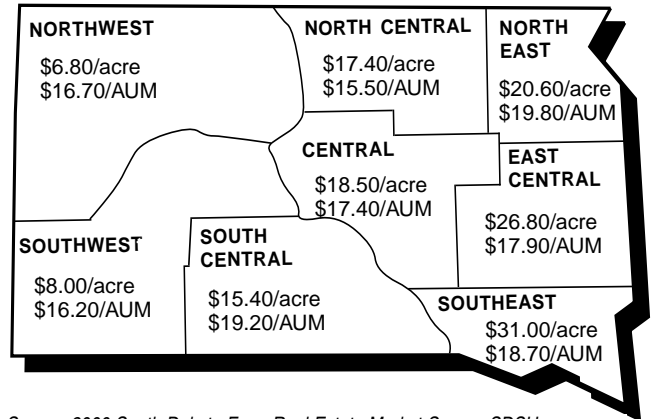 NORTHWEST
$6.80/acre
$16.70/AUM
NORTH CENTRAL
$17.40/acre
$15.50/AUM
NORTH
EAST
$20.60/acre
$19.80/AUM
CENTRAL
$18.50/acre
$17.40/AUM
EAST
CENTRAL
$26.80/acre
$17.90/AUM
SOUTHWEST
$8.00/acre
$16.20/AUM
SOUTH
CENTRAL
$15.40/acre
$19.20/AUM
SOUTHEAST
$31.00/acre
$18.70/AUM
South Dakota Farm Real Estate Market Survey, SDSU